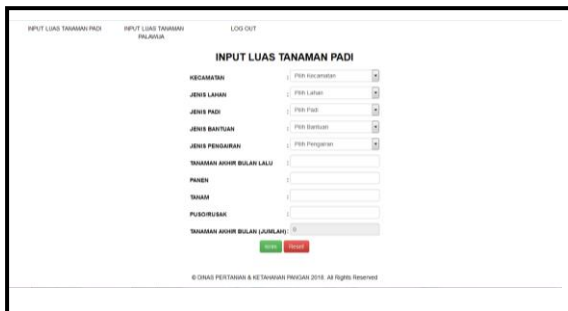 INPUT LUAS TANAMAN PADI
INPUT LUAS TANAMAN
PALAWIJA
LOG OUT
INPUT LUAS TANAMAN PADI
KECAMATAN : Pilih Kecamatan
JENIS LAHAN : Pilih Lahan
JENIS PADI : Pilih Padi
JENIS BANTUAN : Pilih Bantuan
JENIS PENGAIRAN : Pilih Pengairan
TANAMAN AKHIR BULAN LALU :
PANEN :
TANAM :
PUSO/RUSAK :
TANAMAN AKHIR BULAN (JUMLAH) : 0
Reset
© DINAS PERTANIAN & KETAHANAN PANGAN 2018. All Rights Reserved